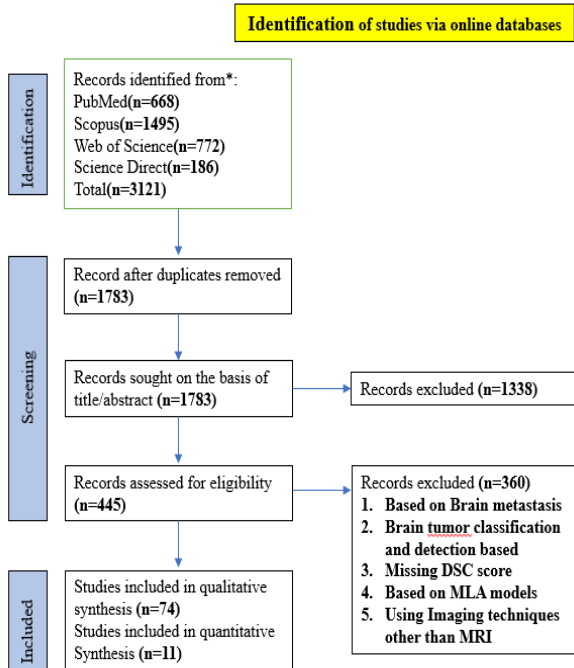 Identification of studies via online databases
Identification
Records identified from*:
PubMed(n=668)
Scopus(n=1495)
Web of Science(n=772)
Science Direct(n=186)
Total(n=3121)
Screening
Record after duplicates removed
(n=1783)
Records sought on the basis of
title/abstract (n=1783)
Records excluded (n=1338)
Records assessed for eligibility
(n=445)
Records excluded (n=360)
1. Based on Brain metastasis
2. Brain tumor classification
and detection based
3. Missing DSC score
4. Based on MLA models
5. Using Imaging techniques
other than MRI
Included
Studies included in qualitative
synthesis (n=74)
Studies included in quantitative
Synthesis (n=11)